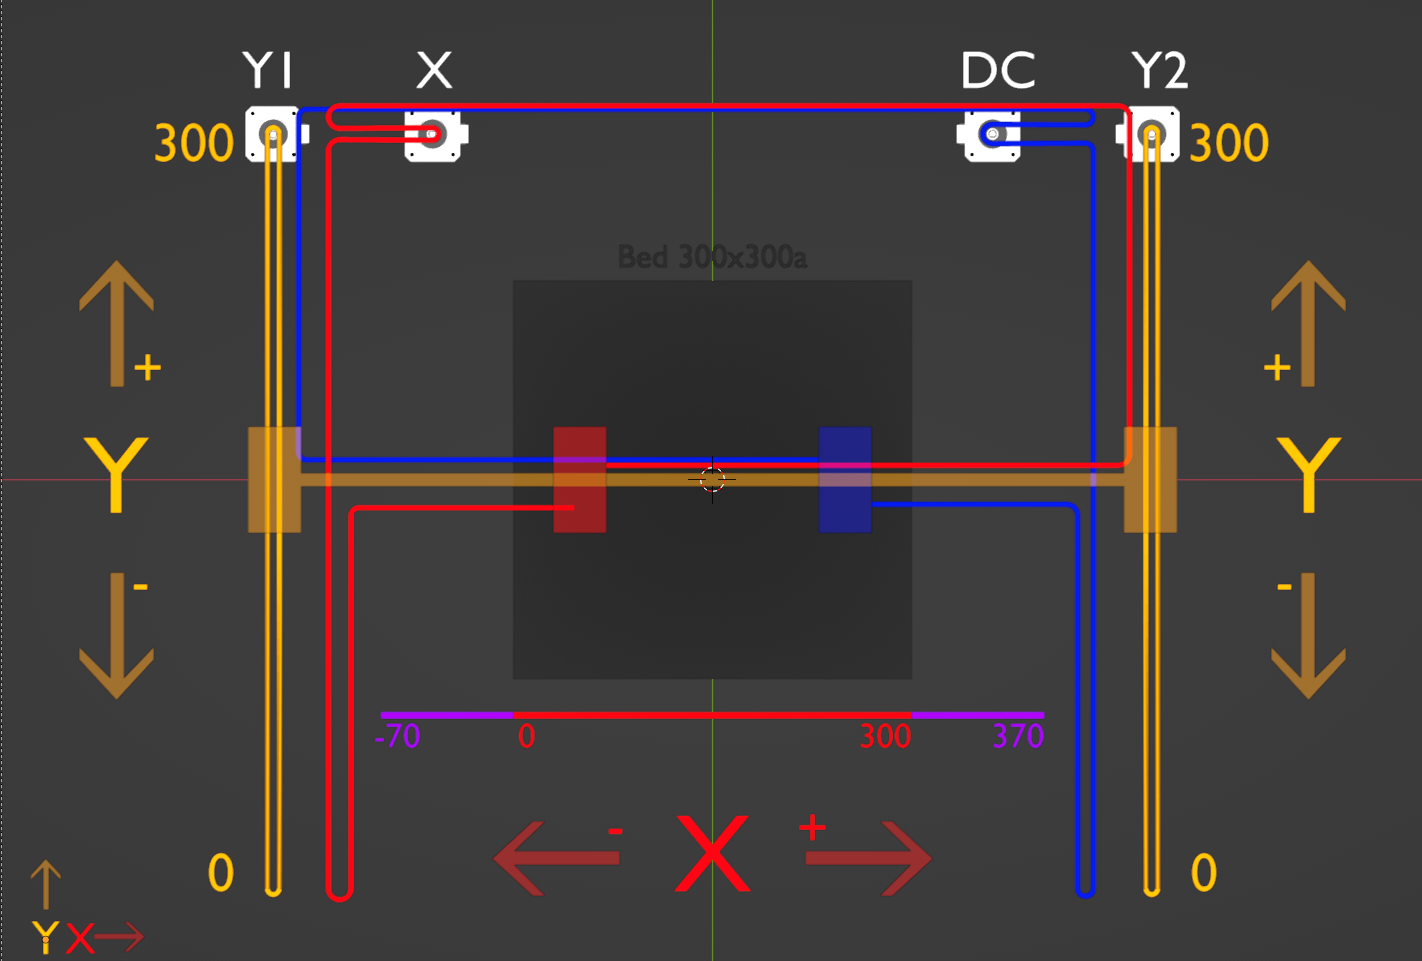 Y1 X DC Y2
300 300
Bed 300x300a
+ +
Y Y
- -
-70 0 300 370
- X +
0 0
Y X